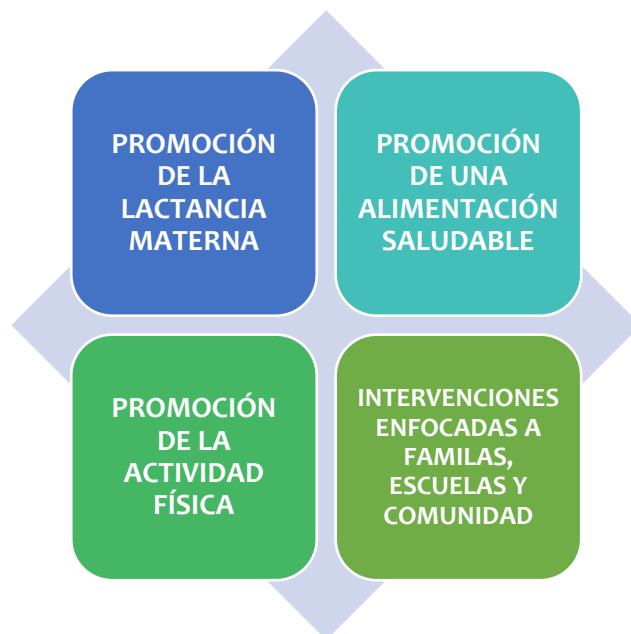 PROMOCIÓN
DE LA
LACTANCIA
MATERNA
PROMOCIÓN
DE UNA
ALIMENTACIÓN
SALUDABLE
PROMOCIÓN
DE LA
ACTIVIDAD
FÍSICA
INTERVENCIONES
ENFOCADAS A
FAMILAS,
ESCUELAS Y
COMUNIDAD